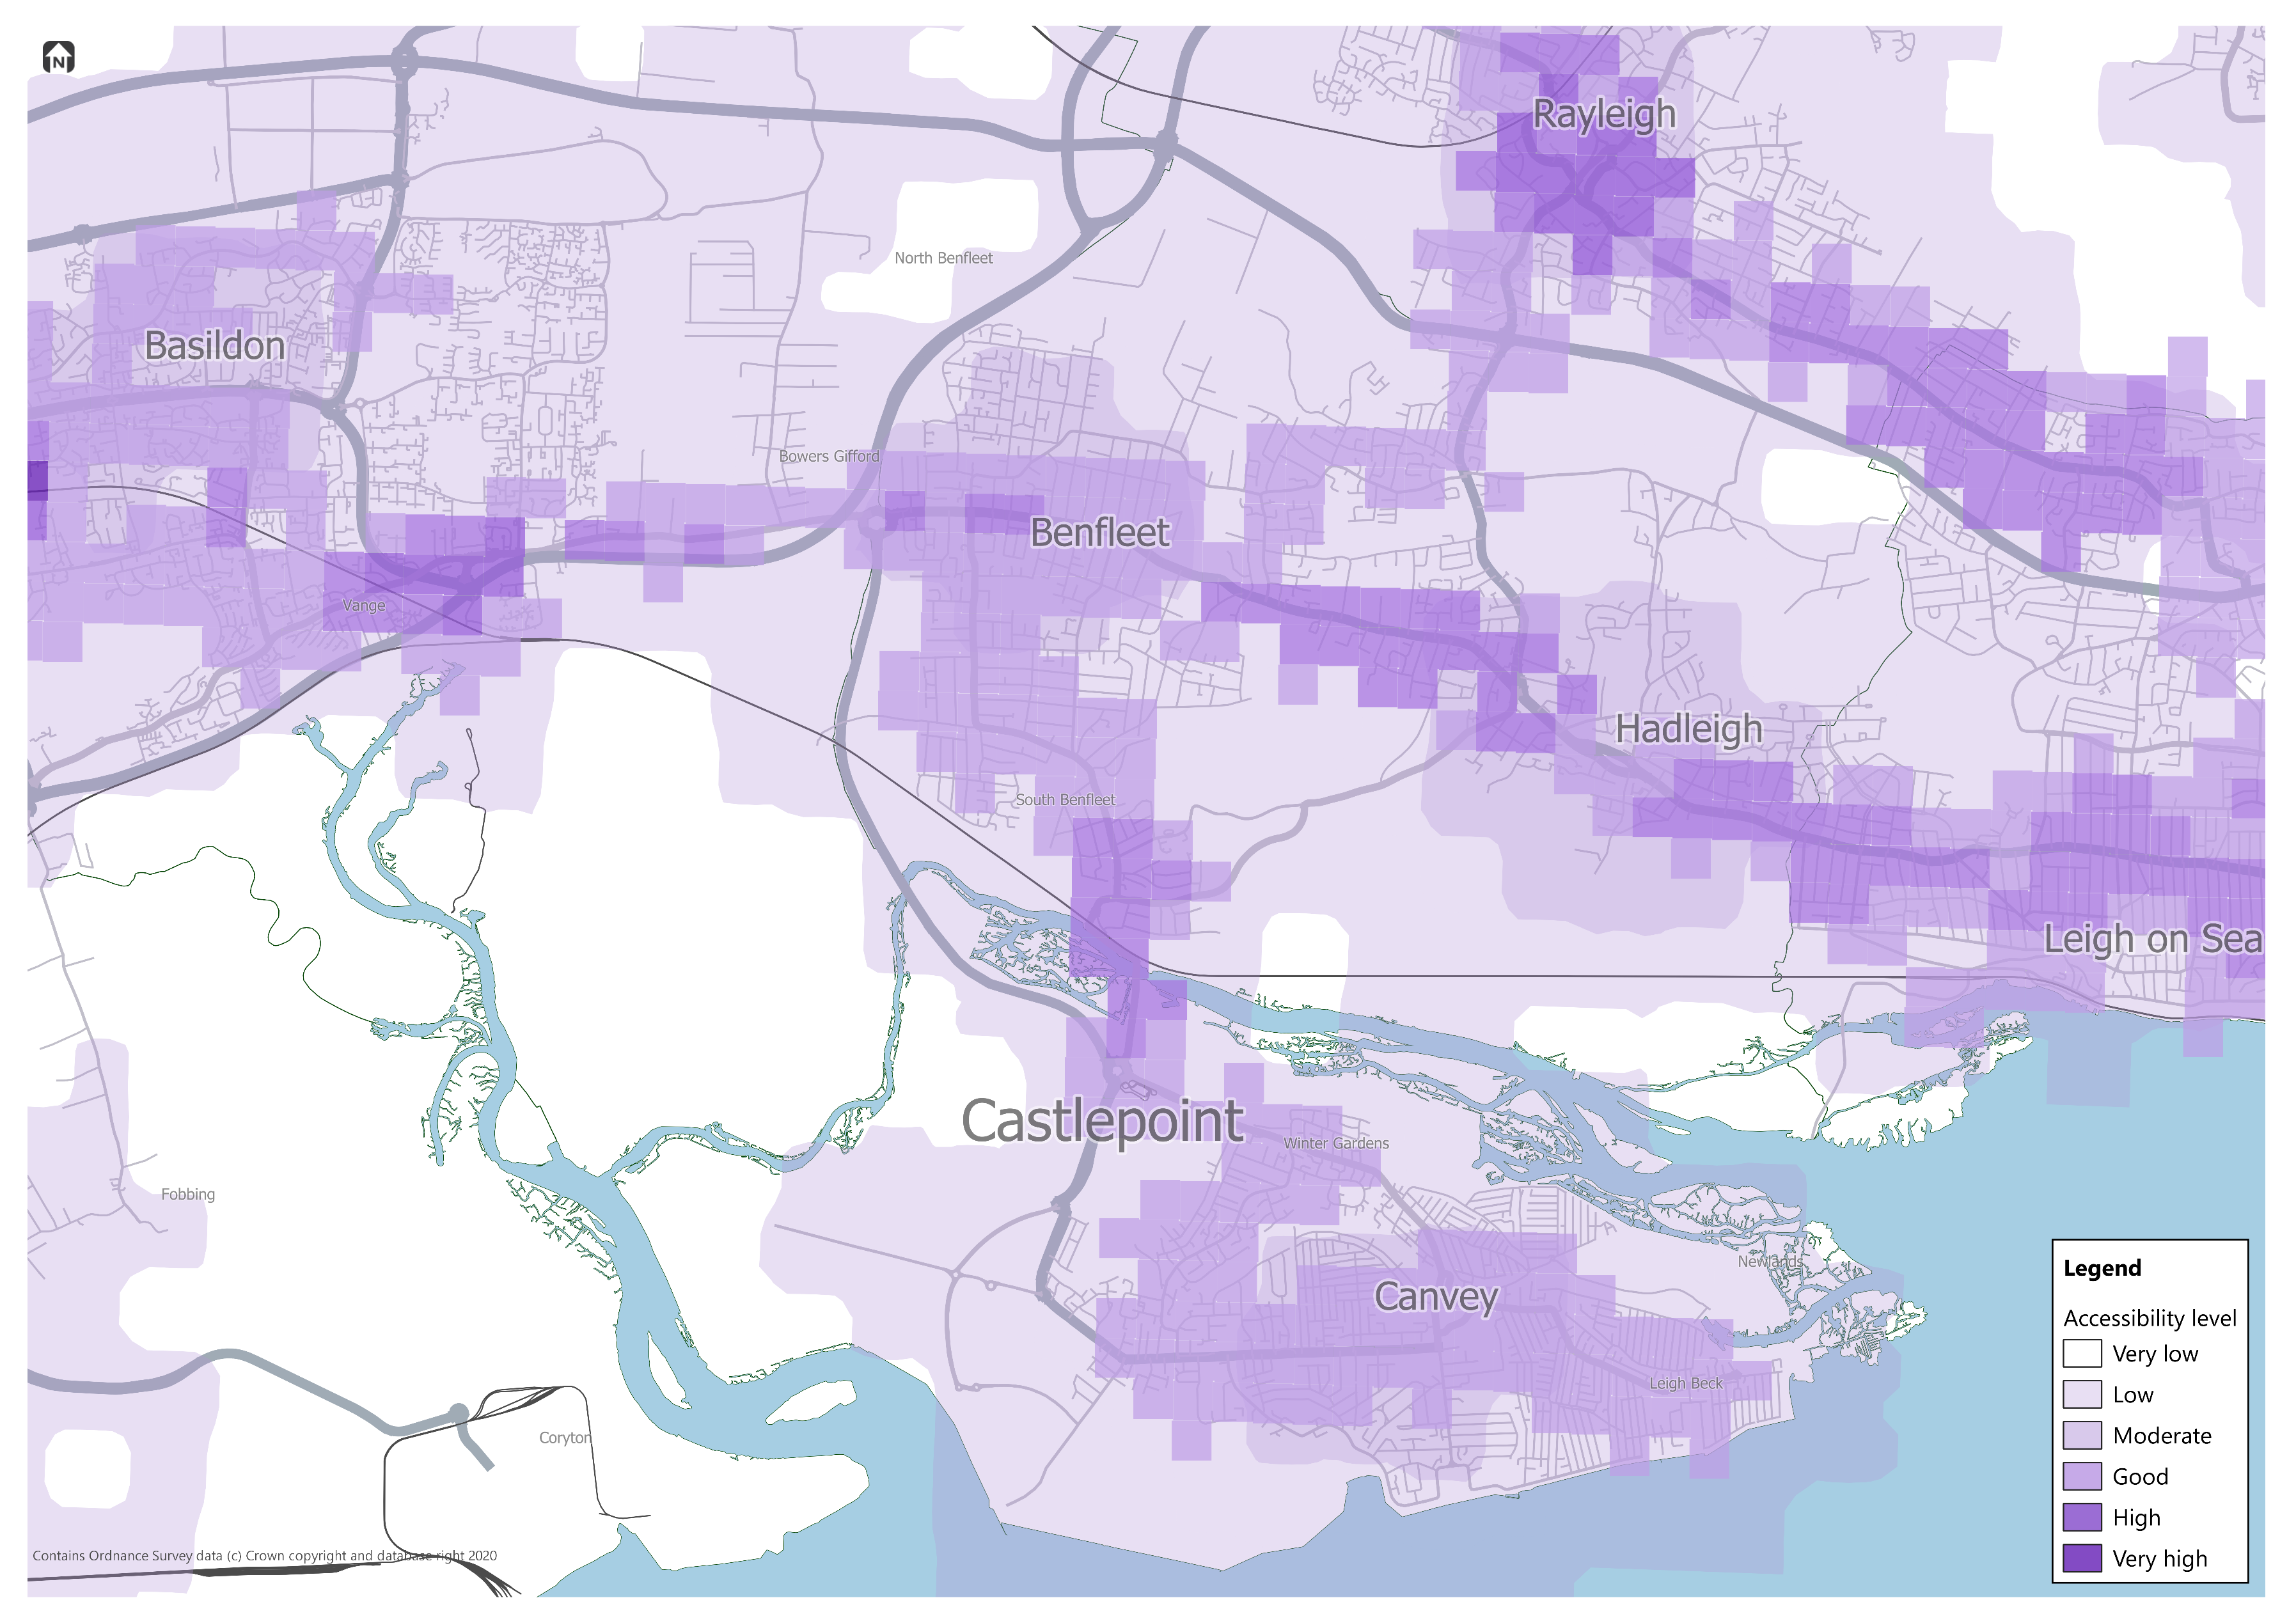 N
Rayleigh
North Benfleet
Basildon
Bowers Gifford
Benfleet
Vange
Hadleigh
South Benfleet
Leigh on Sea
Castlepoint
Winter Gardens
Fobbing
Newlands
Canvey
Leigh Beck
Coryton
Legend
Accessibility level
Very low
Low
Moderate
Good
High
Very high
Contains Ordnance Survey data (c) Crown copyright and database right 2020